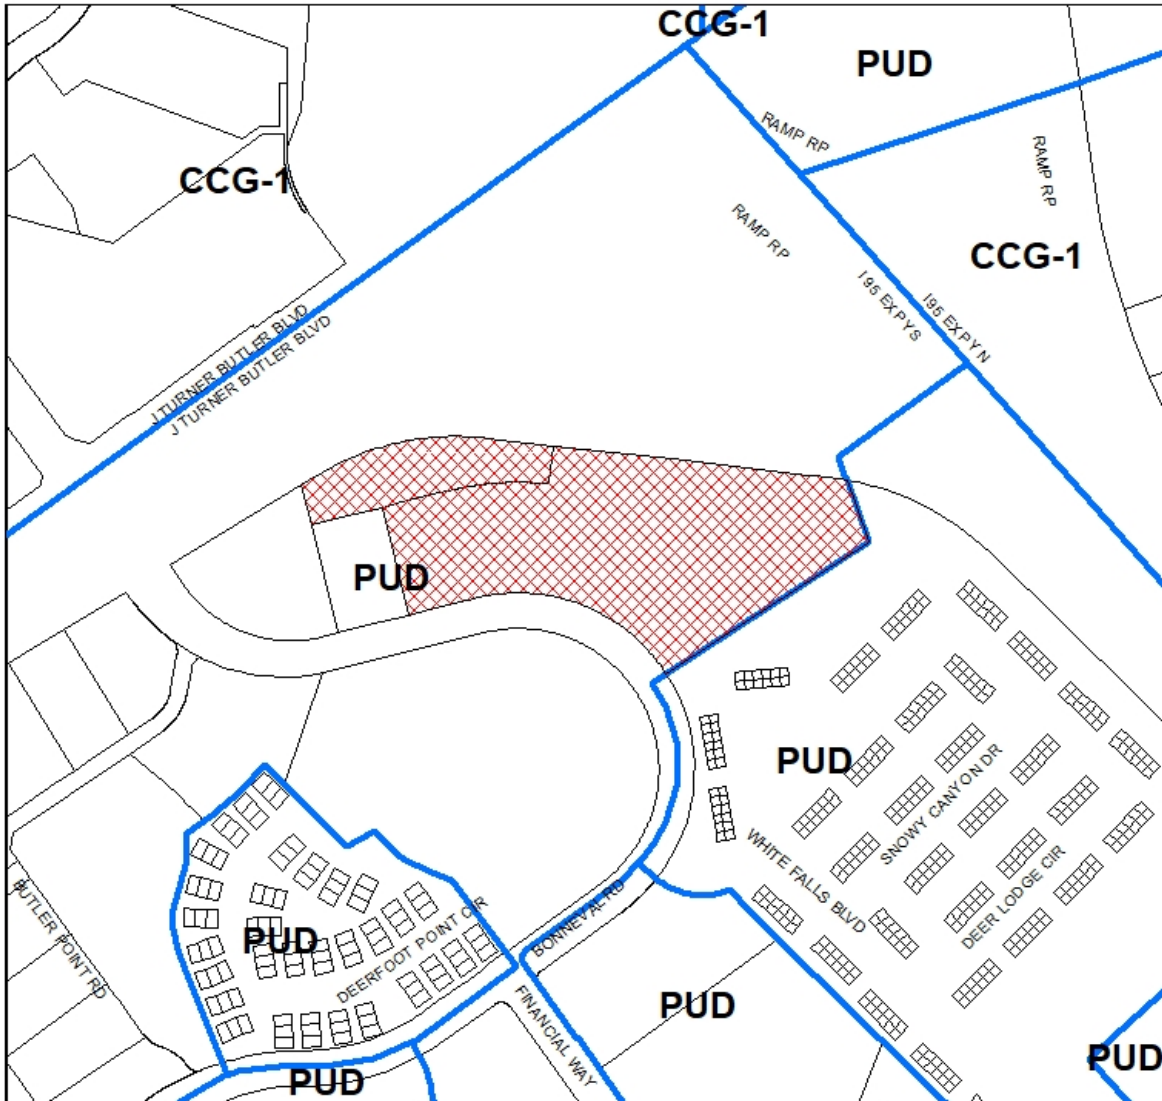 CCG-1
PUD
RAMP RP
RAMP RP
CCG-1
RAMP RP
CCG-1
I 95 EXPY S
I 95 EXPY N
J TURNER BUTLER BLVD
J TURNER BUTLER BLVD
PUD
PUD
SNOWY CANYON DR
WHITE FALLS BLVD
DEER LODGE CIR
BUTLER POINT RD
PUD
DEERFOOT POINT CIR
BONNEVAL RD
FINANCIAL WAY
PUD
PUD
PUD